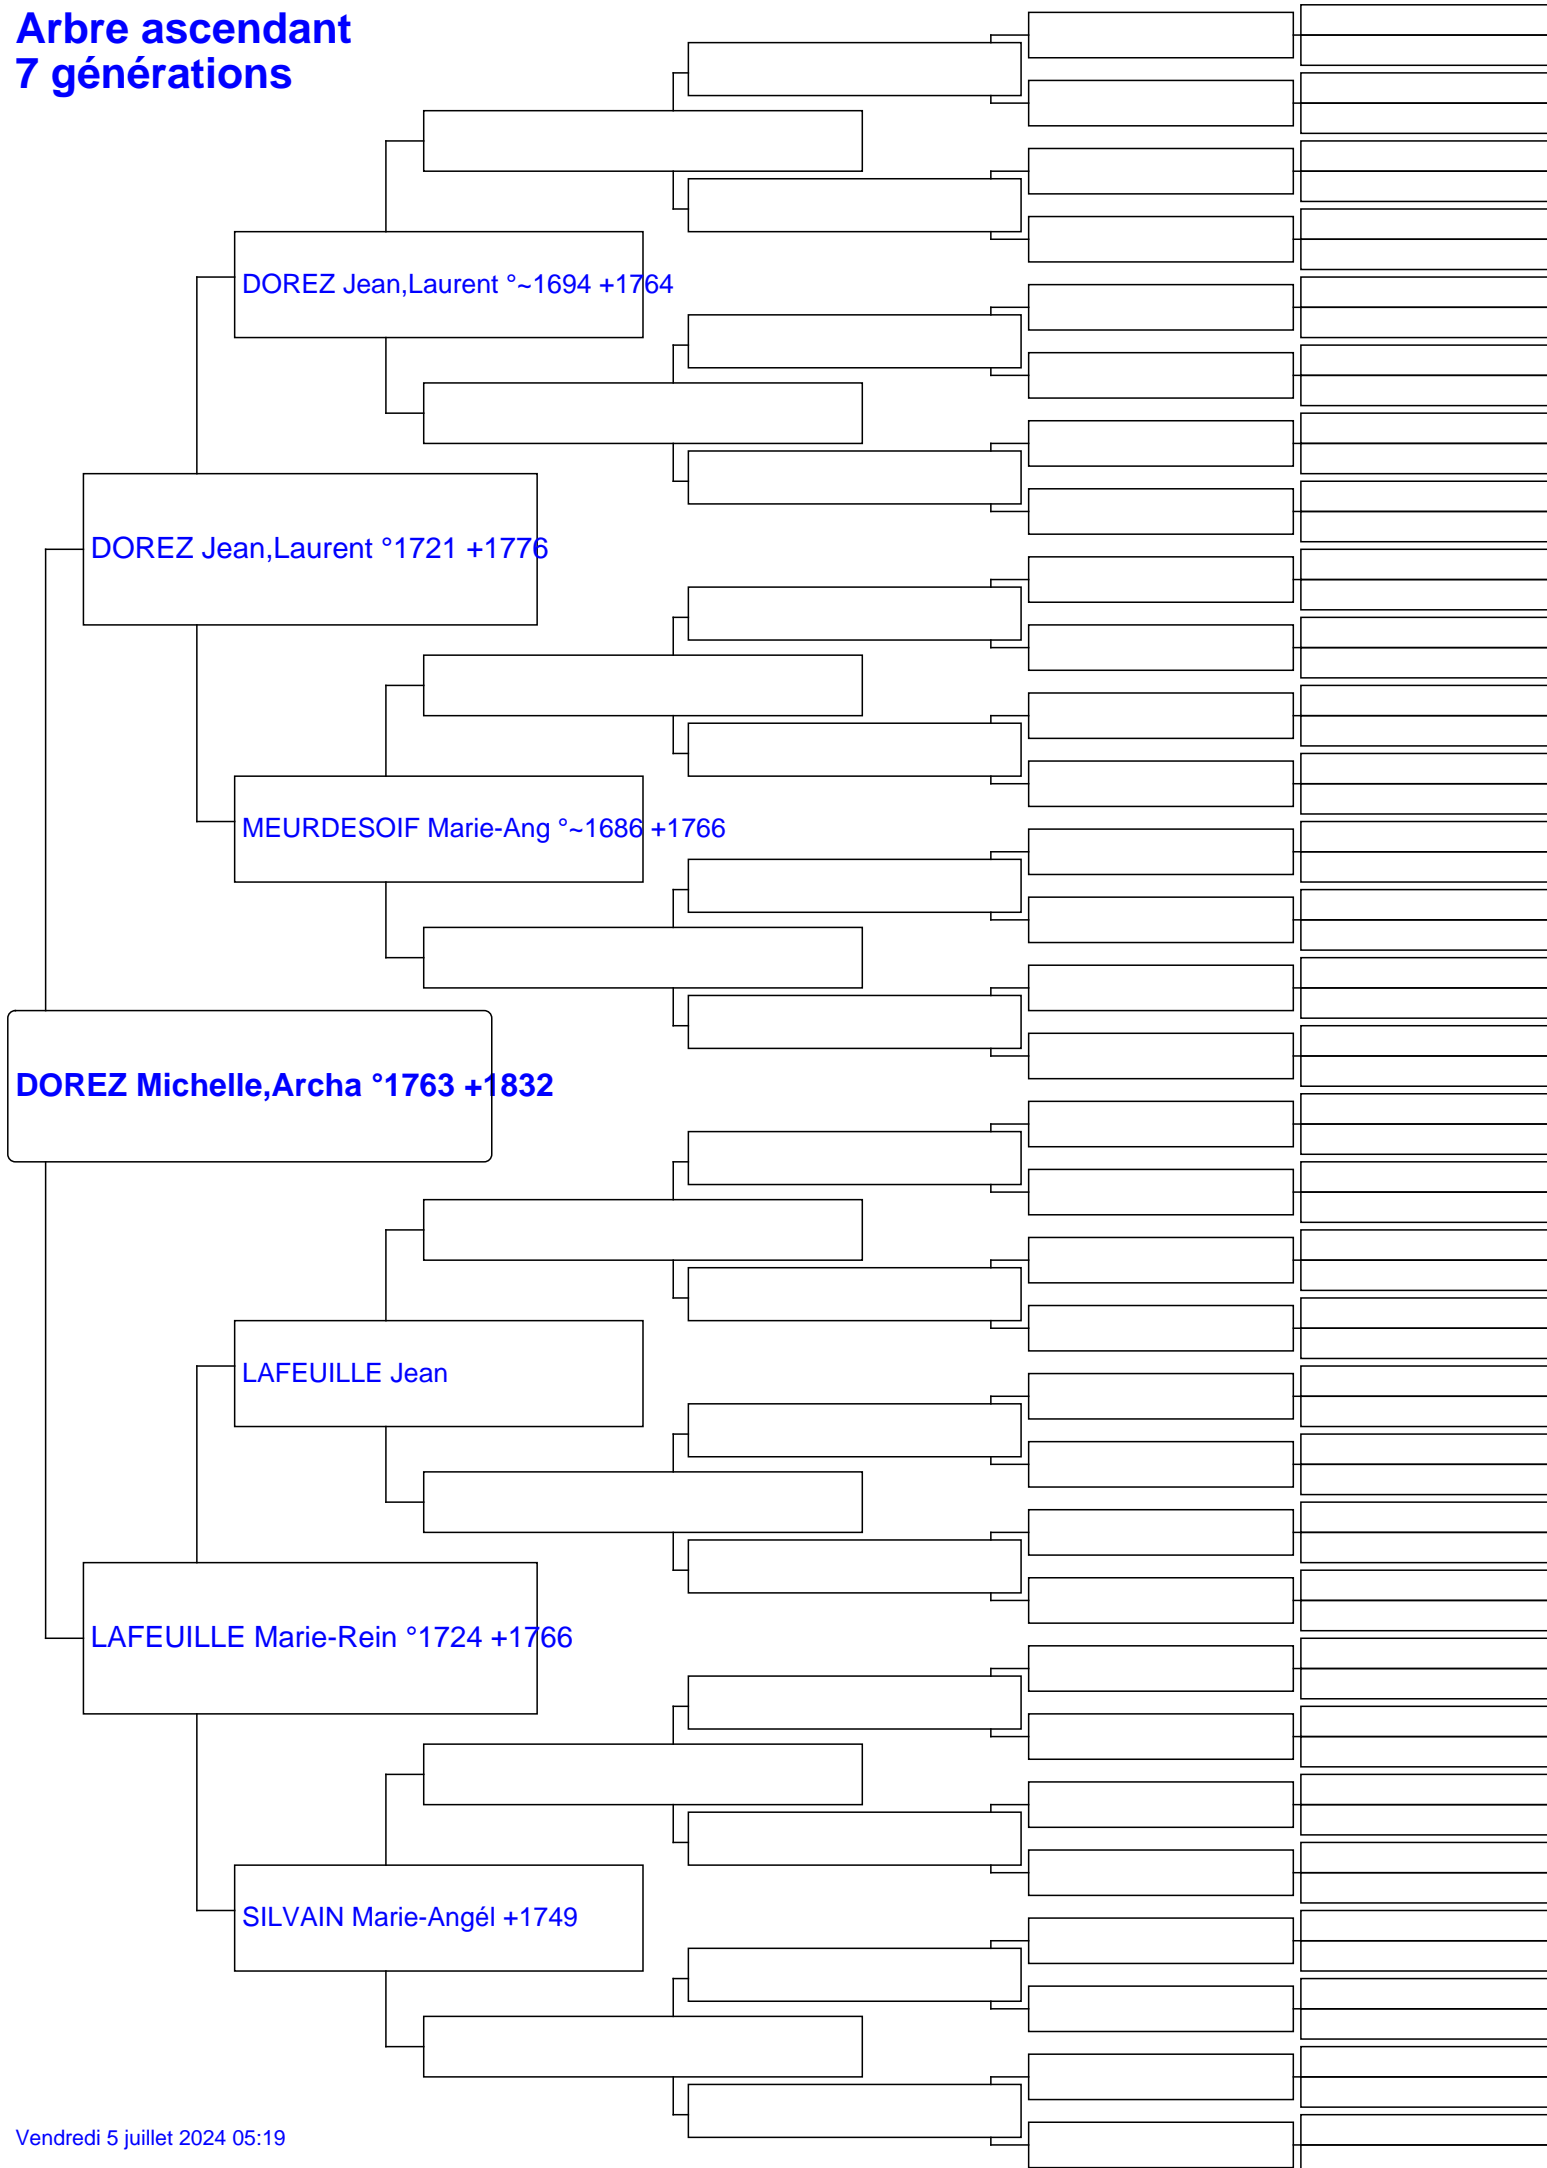 Arbre ascendant
7 générations
DOREZ Jean,Laurent °~1694 +1764
DOREZ Jean,Laurent °1721 +1776
MEURDESOIF Marie-Ang °~1686 +1766
DOREZ Michelle,Archa °1763 +1832
LAFEUILLE Jean
LAFEUILLE Marie-Rein °1724 +1766
SILVAIN Marie-Angél +1749
Vendredi 5 juillet 2024 05:19